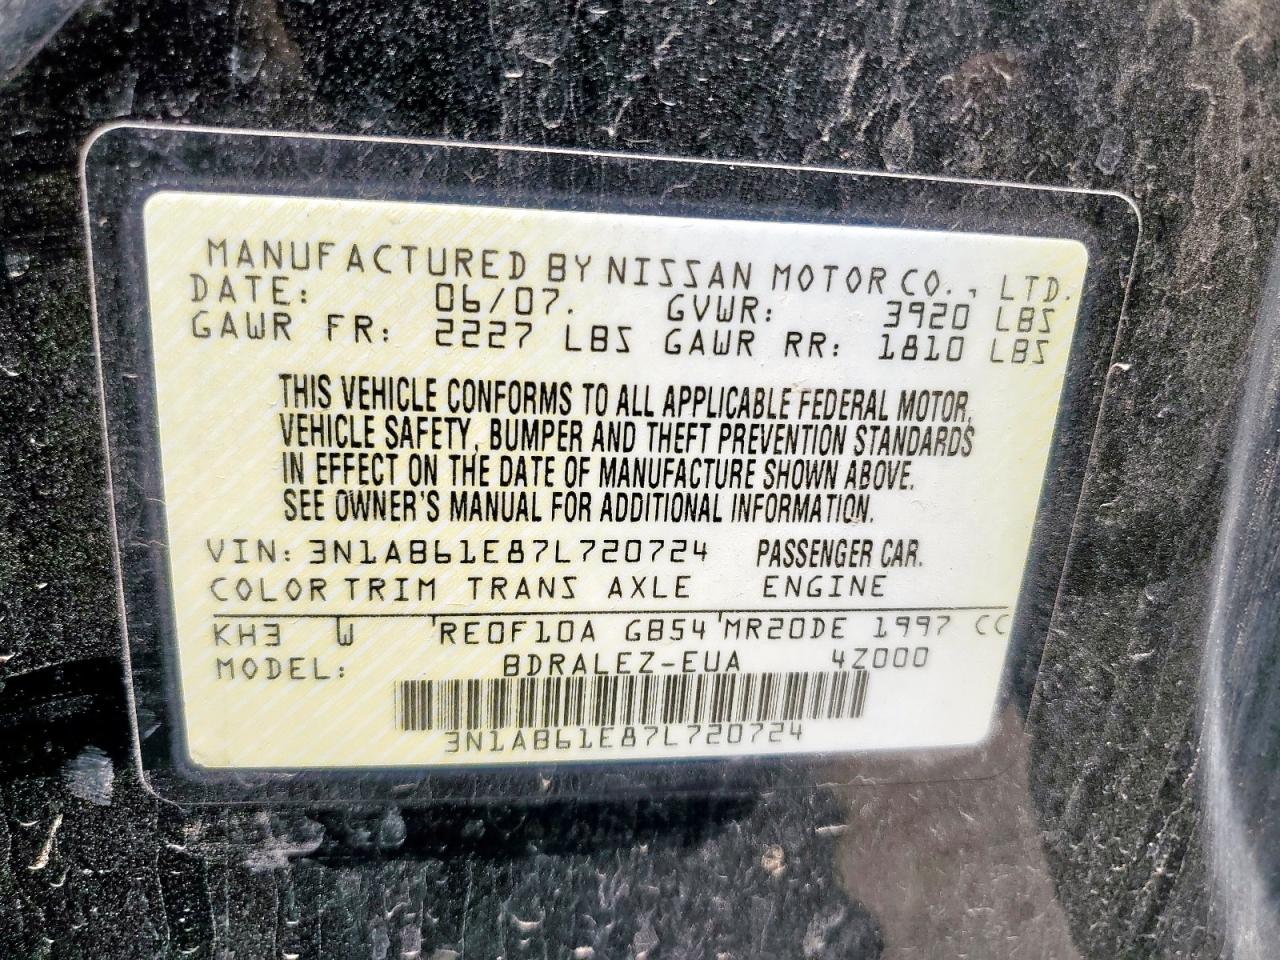 MANUFACTURED BY NISSAN MOTOR CO., LTD.
DATE: 06/07. GVWR: 3920 LBS
GAWR FR: 2227 LBS GAWR RR: 1810 LBS
THIS VEHICLE CONFORMS TO ALL APPLICABLE FEDERAL MOTOR,
VEHICLE SAFETY, BUMPER AND THEFT PREVENTION STANDARDS
IN EFFECT ON THE DATE OF MANUFACTURE SHOWN ABOVE.
SEE OWNER'S MANUAL FOR ADDITIONAL INFORMATION.
VIN: 3N1AB61E87L720724 PASSENGER CAR.
COLOR TRIM TRANS AXLE ENGINE
KH3 W RE0F10A GB54 MR20DE 1997 CC
MODEL: BDRALEZ-EUA 4Z000
3N1AB61E87L720724